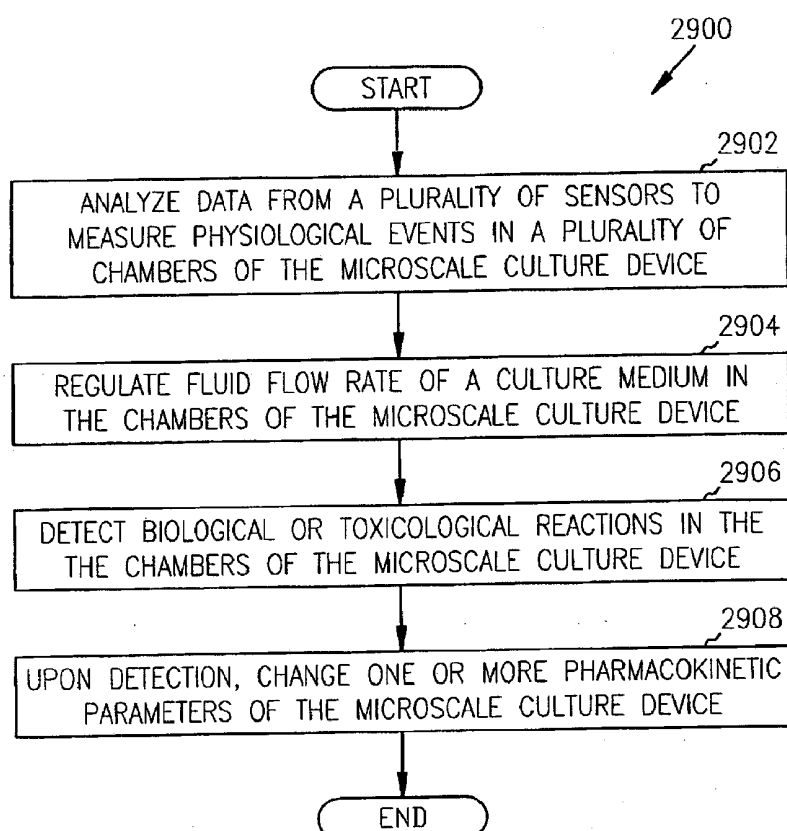 2900
START
2902
ANALYZE DATA FROM A PLURALITY OF SENSORS TO
MEASURE PHYSIOLOGICAL EVENTS IN A PLURALITY OF
CHAMBERS OF THE MICROSCALE CULTURE DEVICE
2904
REGULATE FLUID FLOW RATE OF A CULTURE MEDIUM IN
THE CHAMBERS OF THE MICROSCALE CULTURE DEVICE
2906
DETECT BIOLOGICAL OR TOXICOLOGICAL REACTIONS IN THE
THE CHAMBERS OF THE MICROSCALE CULTURE DEVICE
2908
UPON DETECTION, CHANGE ONE OR MORE PHARMACOKINETIC
PARAMETERS OF THE MICROSCALE CULTURE DEVICE
END